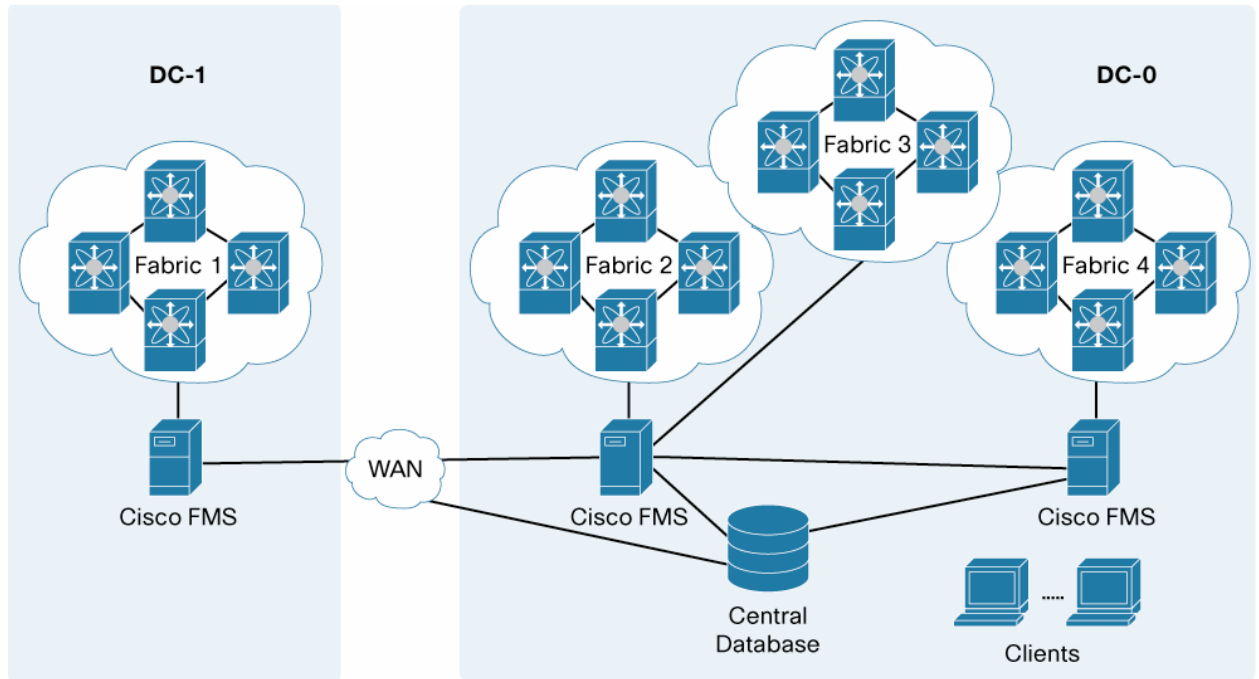 DC-1
DC-0
Fabric 3
Fabric 1
Fabric 2
Fabric 4
WAN
Cisco FMS
Cisco FMS
Cisco FMS
Central
Database
.....
Clients